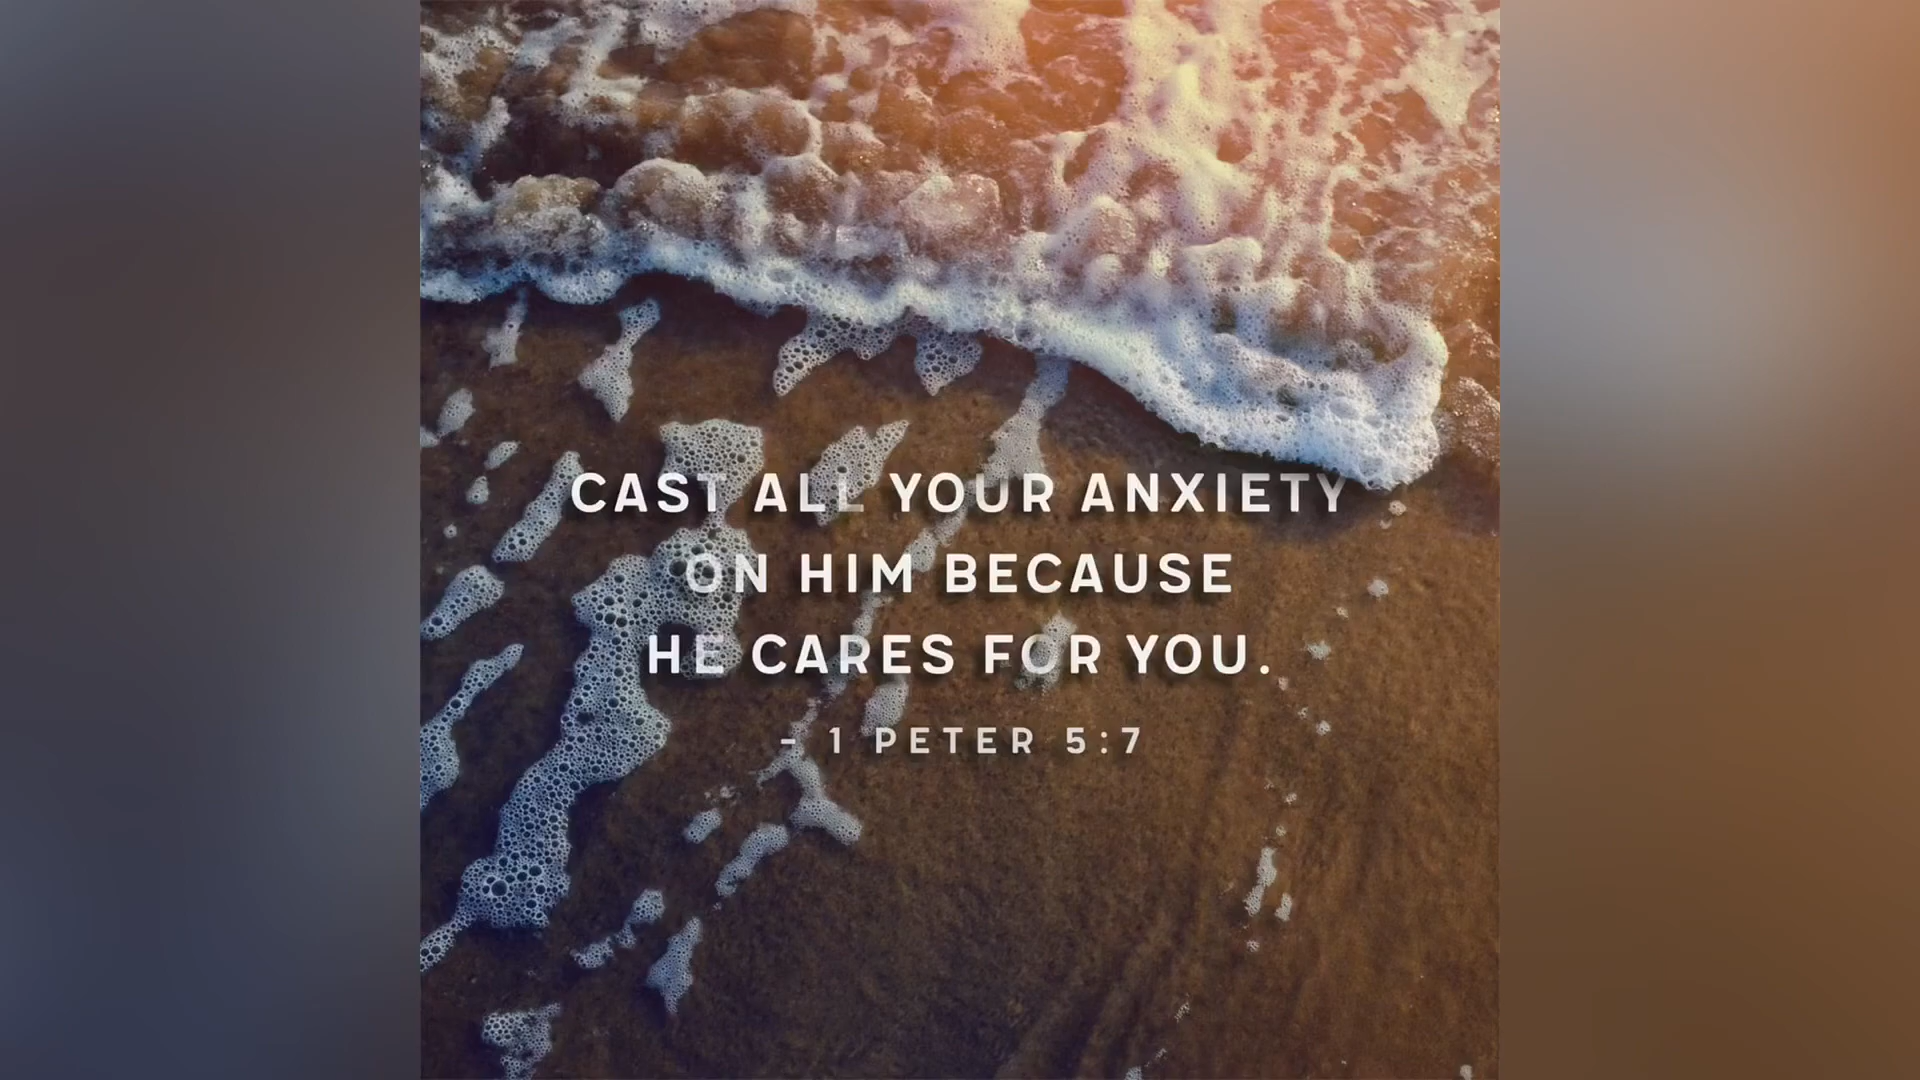 CAST ALL YOUR ANXIETY
ON HIM BECAUSE
HE CARES FOR YOU.
- 1 PETER 5:7